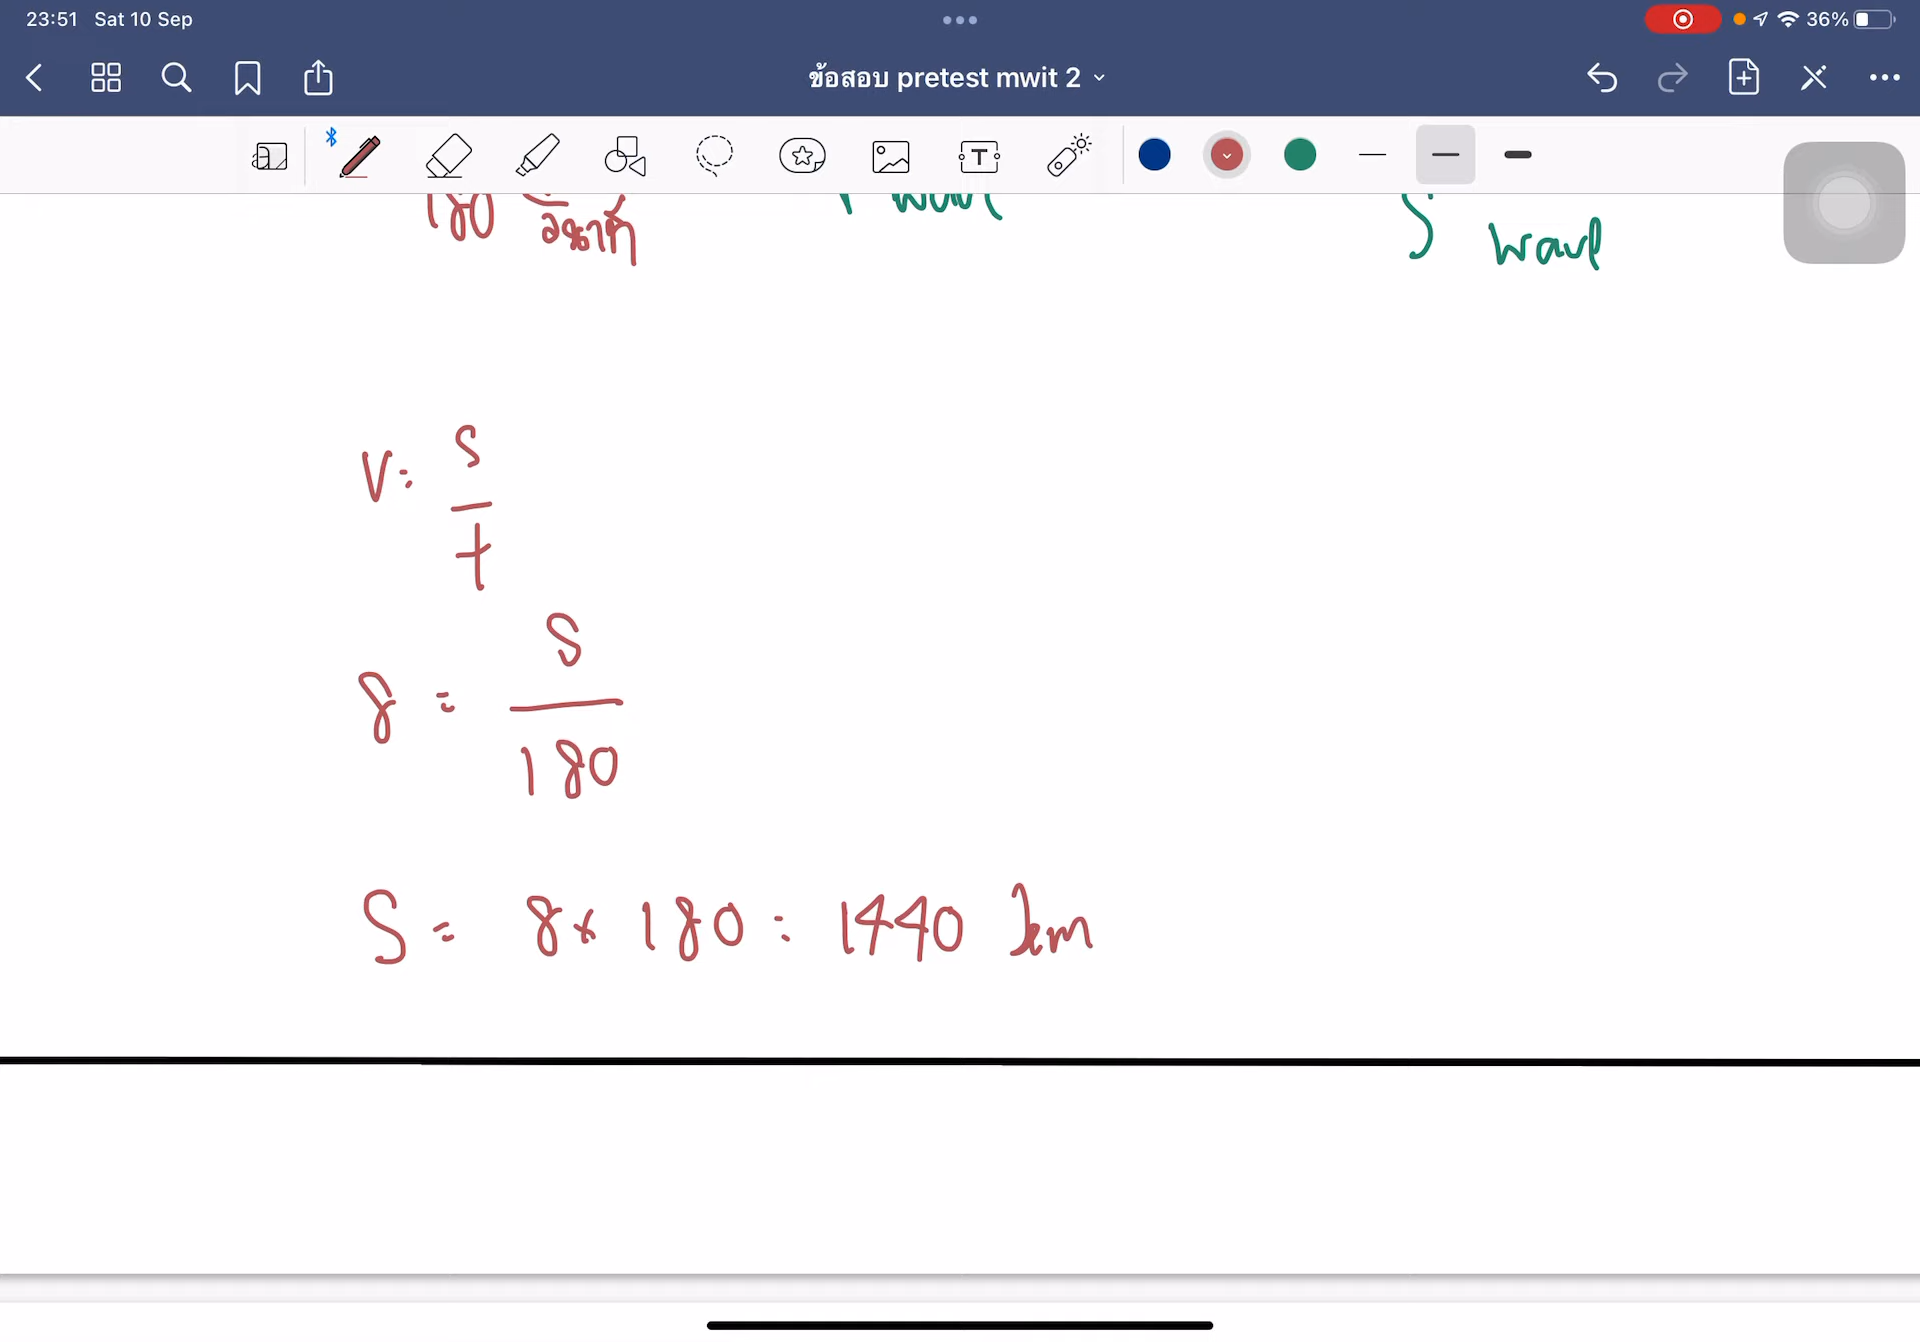 23:51 Sat 10 Sep
36%
ข้อสอบ pretest mwit 2
T
180 วินาที
wave
S wave
V = S
t
8 = S
180
S = 8 × 180 = 1440 km